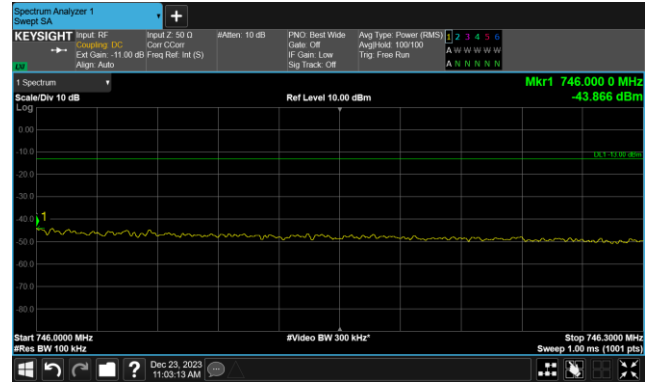 Spectrum Analyzer 1
Swept SA
KEYSIGHT
Input: RF
Coupling: DC
Ext Gain: -11.00 dB
Align: Auto
Input Z: 50 Ω
Corr CCorr
Freq Ref: Int (S)
#Atten: 10 dB
PNO: Best Wide
Gate: Off
IF Gain: Low
Sig Track: Off
Avg Type: Power (RMS)
Avg|Hold: 100/100
Trig: Free Run
1 2 3 4 5 6
A W W W W W
A N N N N N
LXI
1 Spectrum
Mkr1 746.000 0 MHz
-43.866 dBm
Scale/Div 10 dB
Ref Level 10.00 dBm
Log
0.00
-10.0
DL1 -13.00 dBm
-20.0
-30.0
-40.0
1
-50.0
-60.0
-70.0
-80.0
Start 746.0000 MHz
#Res BW 100 kHz
#Video BW 300 kHz*
Stop 746.3000 MHz
Sweep 1.00 ms (1001 pts)
?
Dec 23, 2023
11:03:13 AM